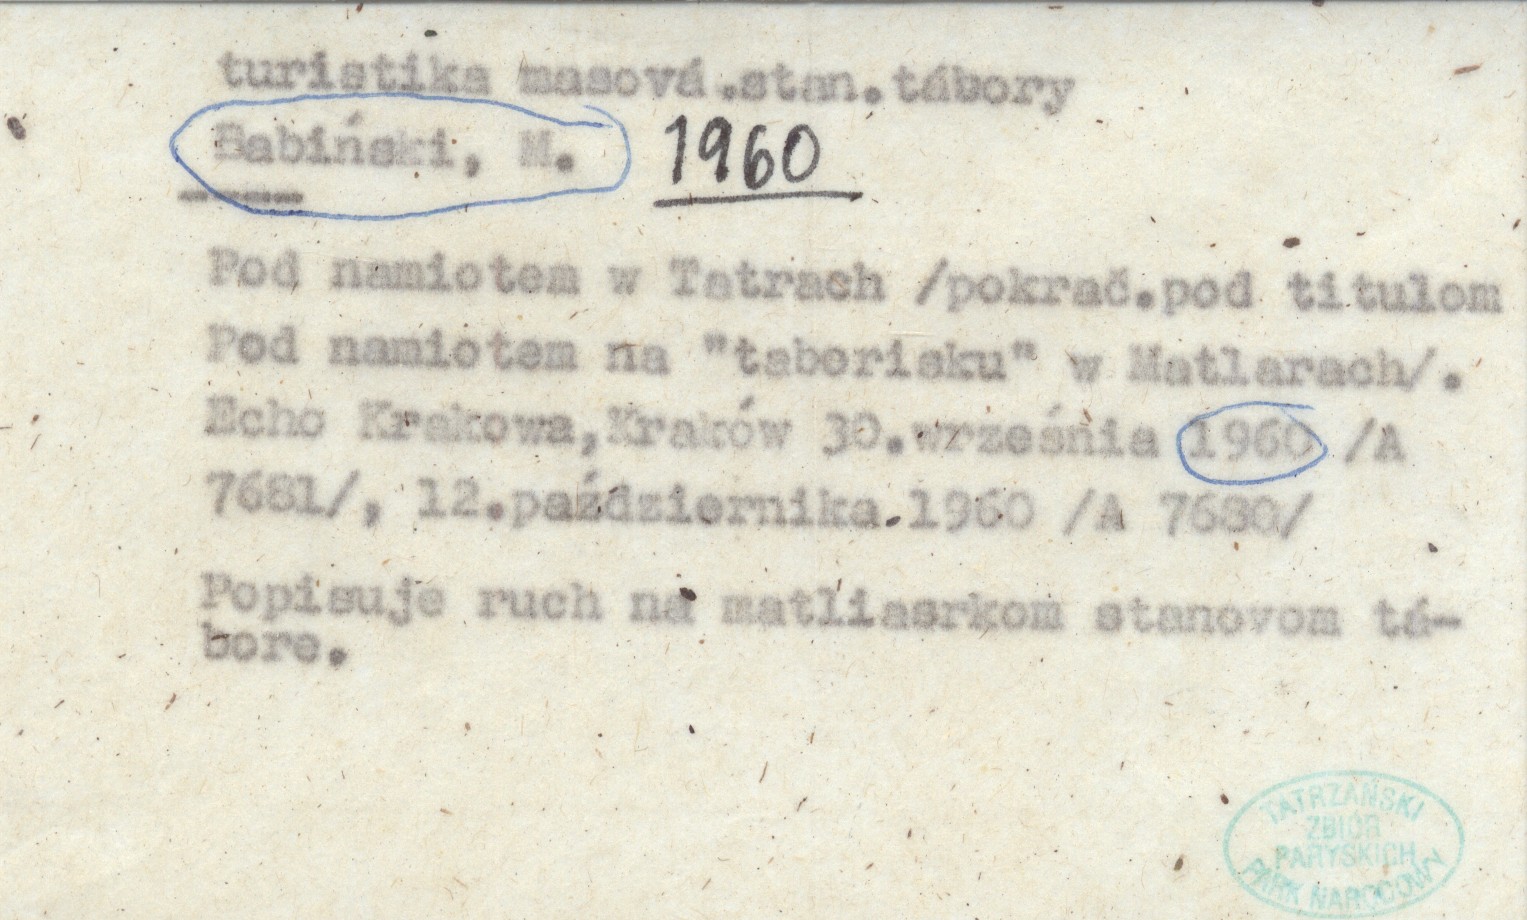 turistika masová.stan.tábory
Babiński, M. 1960
Pod namiotem w Tatrach /pokrač.pod titulom
Pod namiotem na "taborisku" w Matlarach/.
Echo Krakowa,Kraków 30.września 1960 /A
7681/, 12.października.1960 /A 7680/
Popisuje ruch na matliasrkom stanovom tá-
bore.
TATRZAŃSKI
ZBIÓR
PARYSKICH
PARK NARODOWY